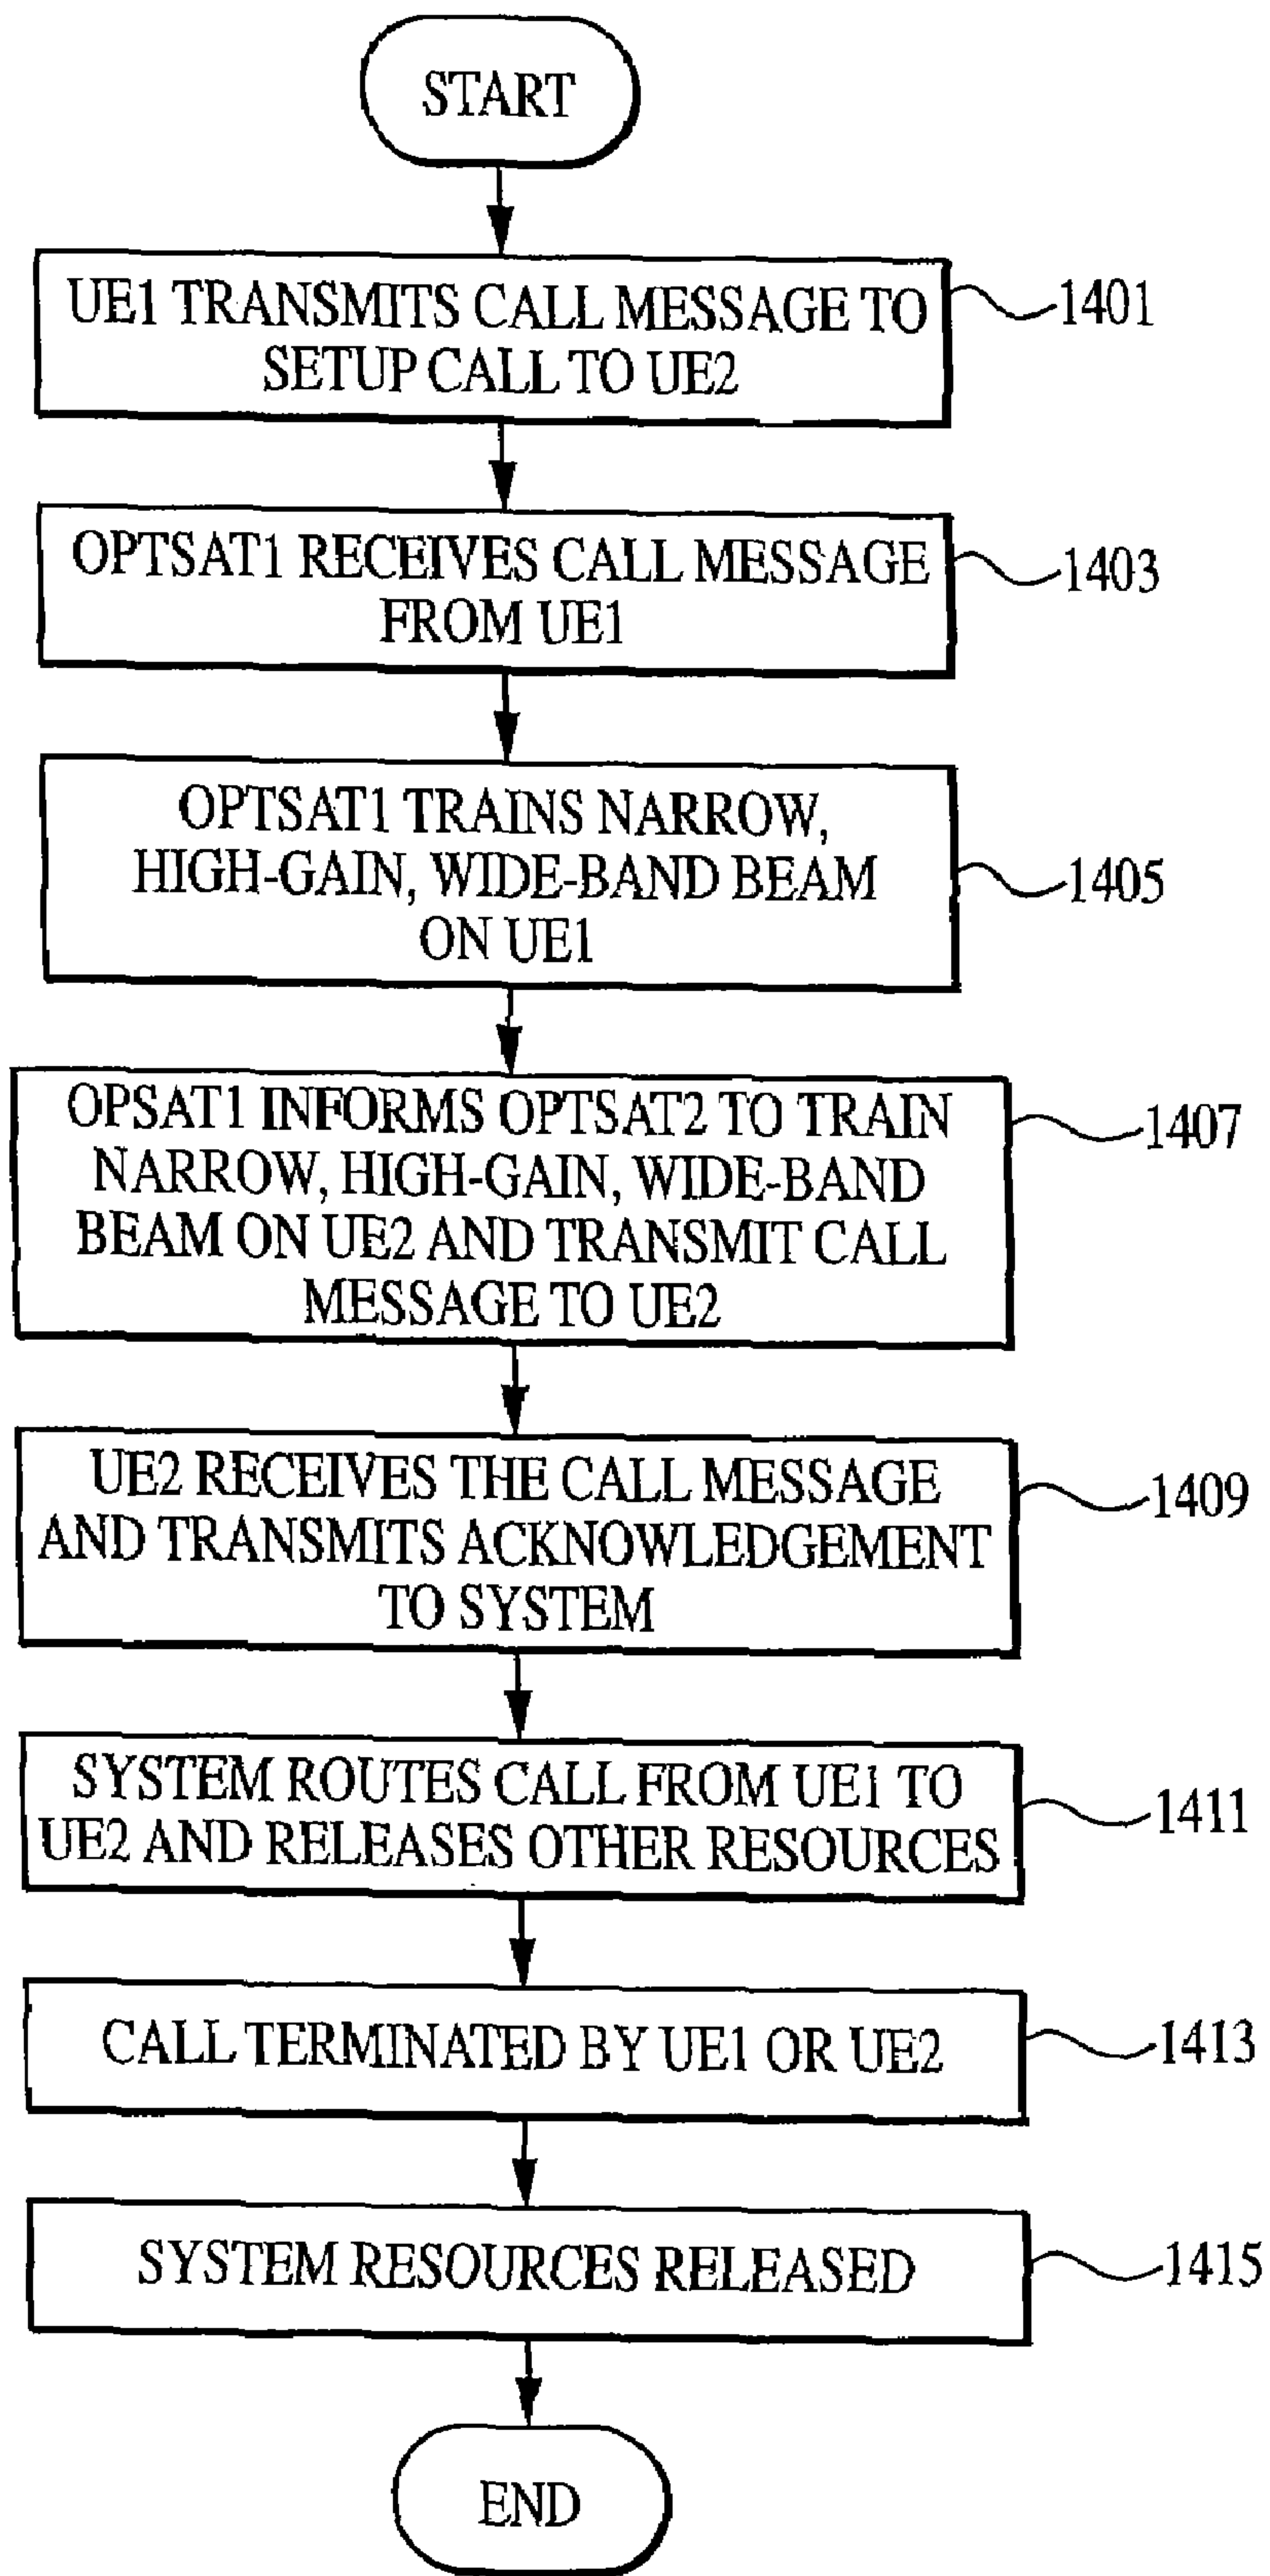 START
UE1 TRANSMITS CALL MESSAGE TO
SETUP CALL TO UE2
1401
OPTSAT1 RECEIVES CALL MESSAGE
FROM UE1
1403
OPTSAT1 TRAINS NARROW,
HIGH-GAIN, WIDE-BAND BEAM
ON UE1
1405
OPSAT1 INFORMS OPTSAT2 TO TRAIN
NARROW, HIGH-GAIN, WIDE-BAND
BEAM ON UE2 AND TRANSMIT CALL
MESSAGE TO UE2
1407
UE2 RECEIVES THE CALL MESSAGE
AND TRANSMITS ACKNOWLEDGEMENT
TO SYSTEM
1409
SYSTEM ROUTES CALL FROM UE1 TO
UE2 AND RELEASES OTHER RESOURCES
1411
CALL TERMINATED BY UE1 OR UE2
1413
SYSTEM RESOURCES RELEASED
1415
END